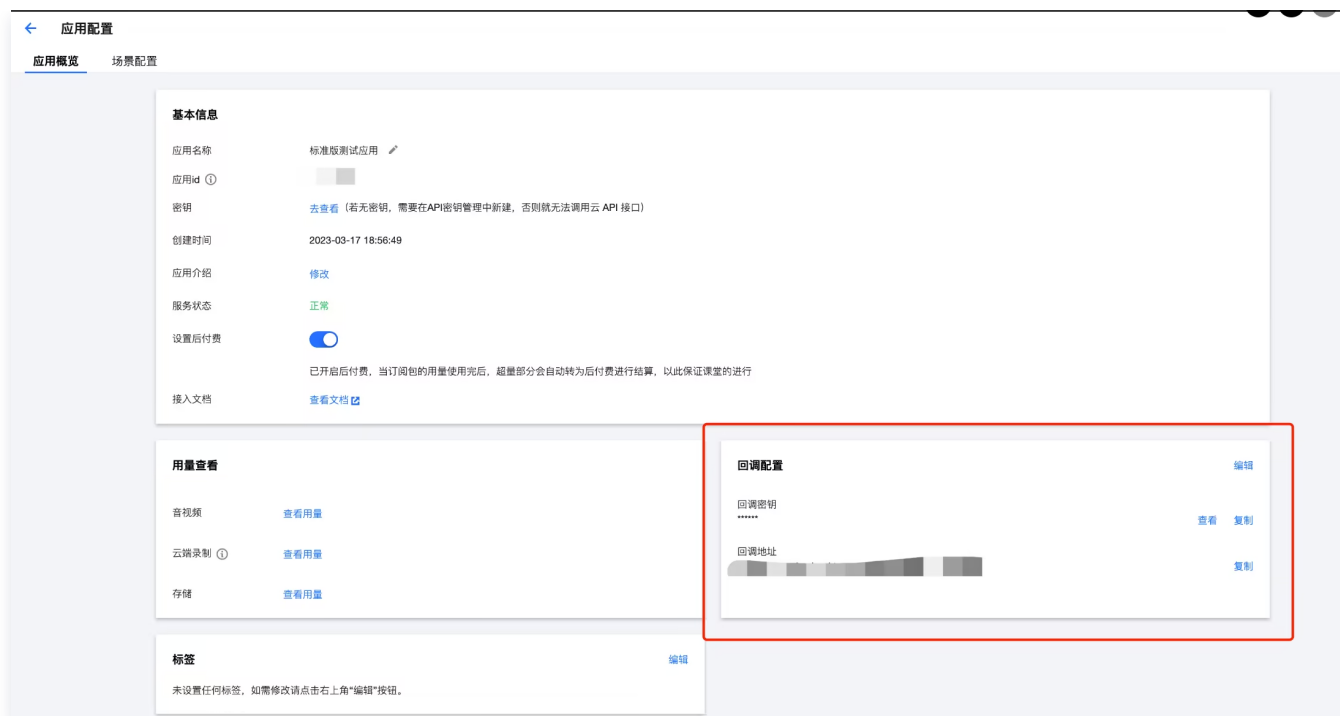 应用配置
应用概览 场景配置
基本信息
应用名称 标准版测试应用
应用id
密钥 去查看（若无密钥，需要在API密钥管理中新建，否则就无法调用云 API 接口）
创建时间 2023-03-17 18:56:49
应用介绍 修改
服务状态 正常
设置后付费
已开启后付费，当订阅包的用量使用完后，超量部分会自动转为后付费进行结算，以此保证课堂的进行
接入文档 查看文档
用量查看
音视频 查看用量
云端录制 查看用量
存储 查看用量
回调配置 编辑
回调密钥
****** 查看 复制
回调地址
复制
标签 编辑
未设置任何标签，如需修改请点击右上角“编辑”按钮。